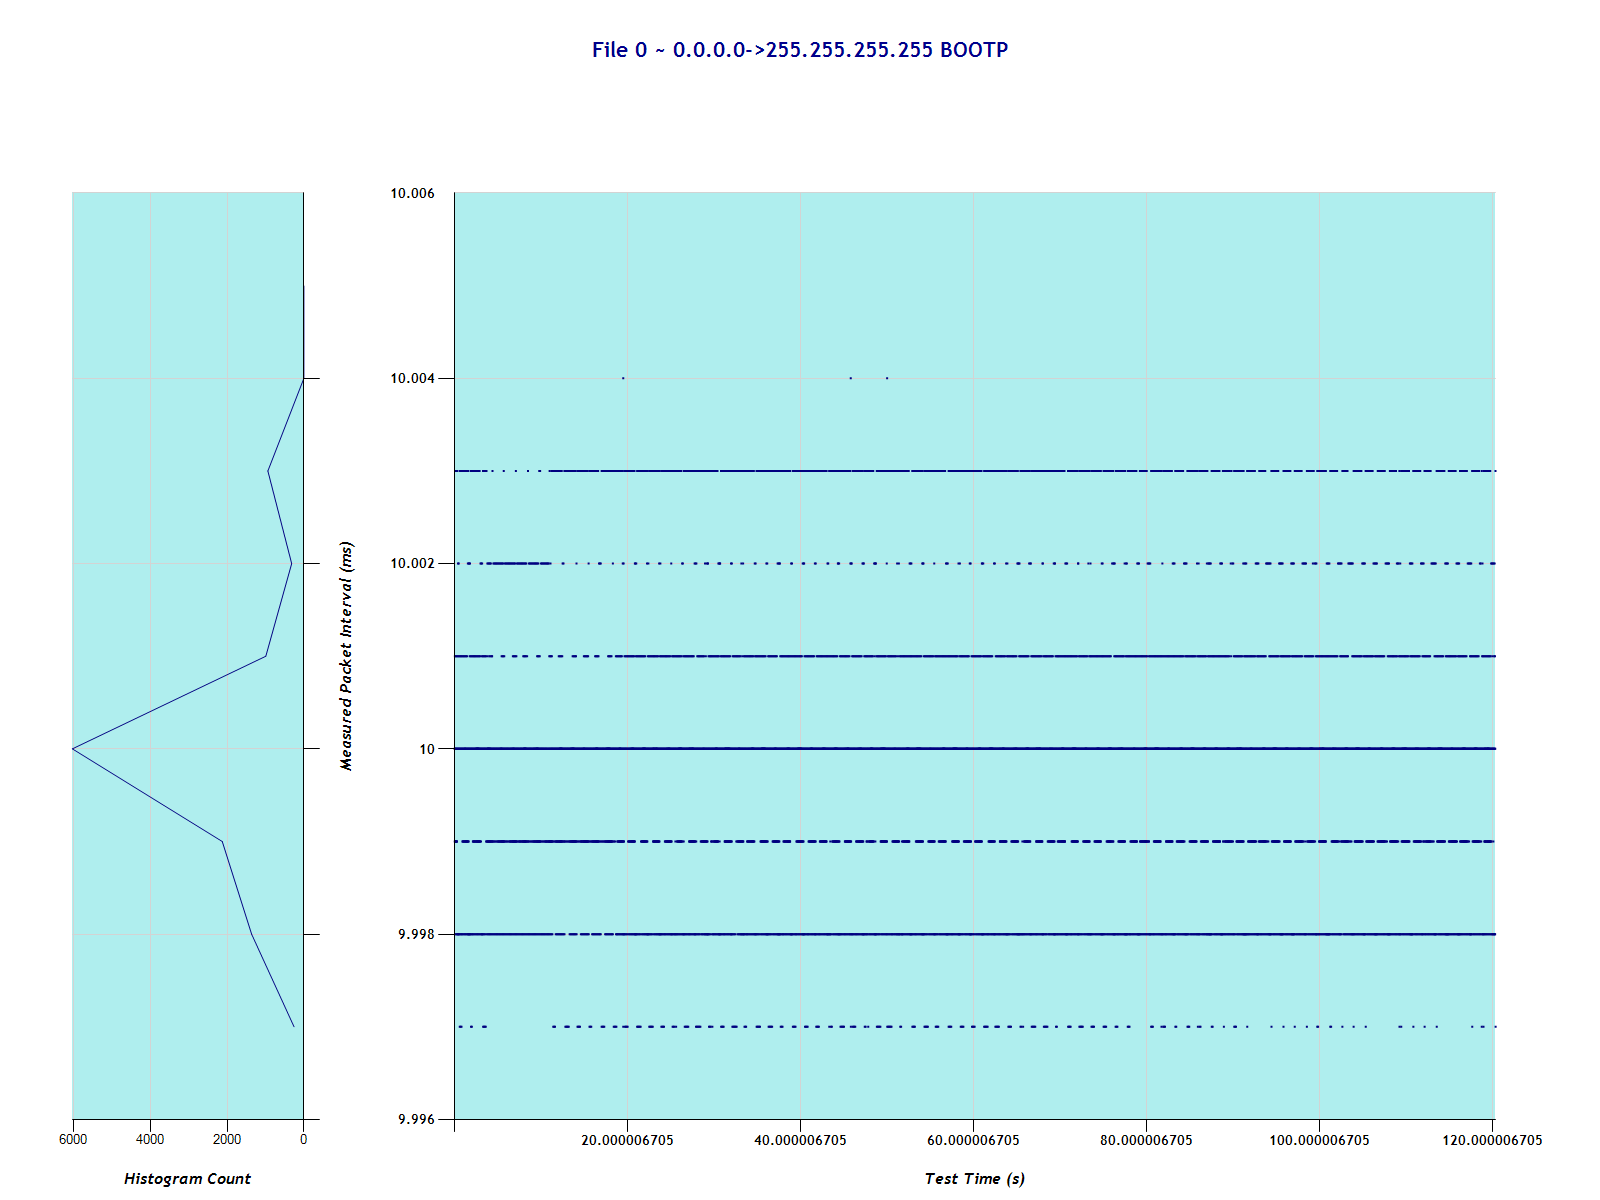 File 0 ~ 0.0.0.0->255.255.255.255 BOOTP
10.006
10.004
10.002
10
9.998
9.996
Measured Packet Interval (ms)
6000 4000 2000 0
20.000006705 40.000006705 60.000006705 80.000006705 100.000006705 120.000006705
Histogram Count
Test Time (s)